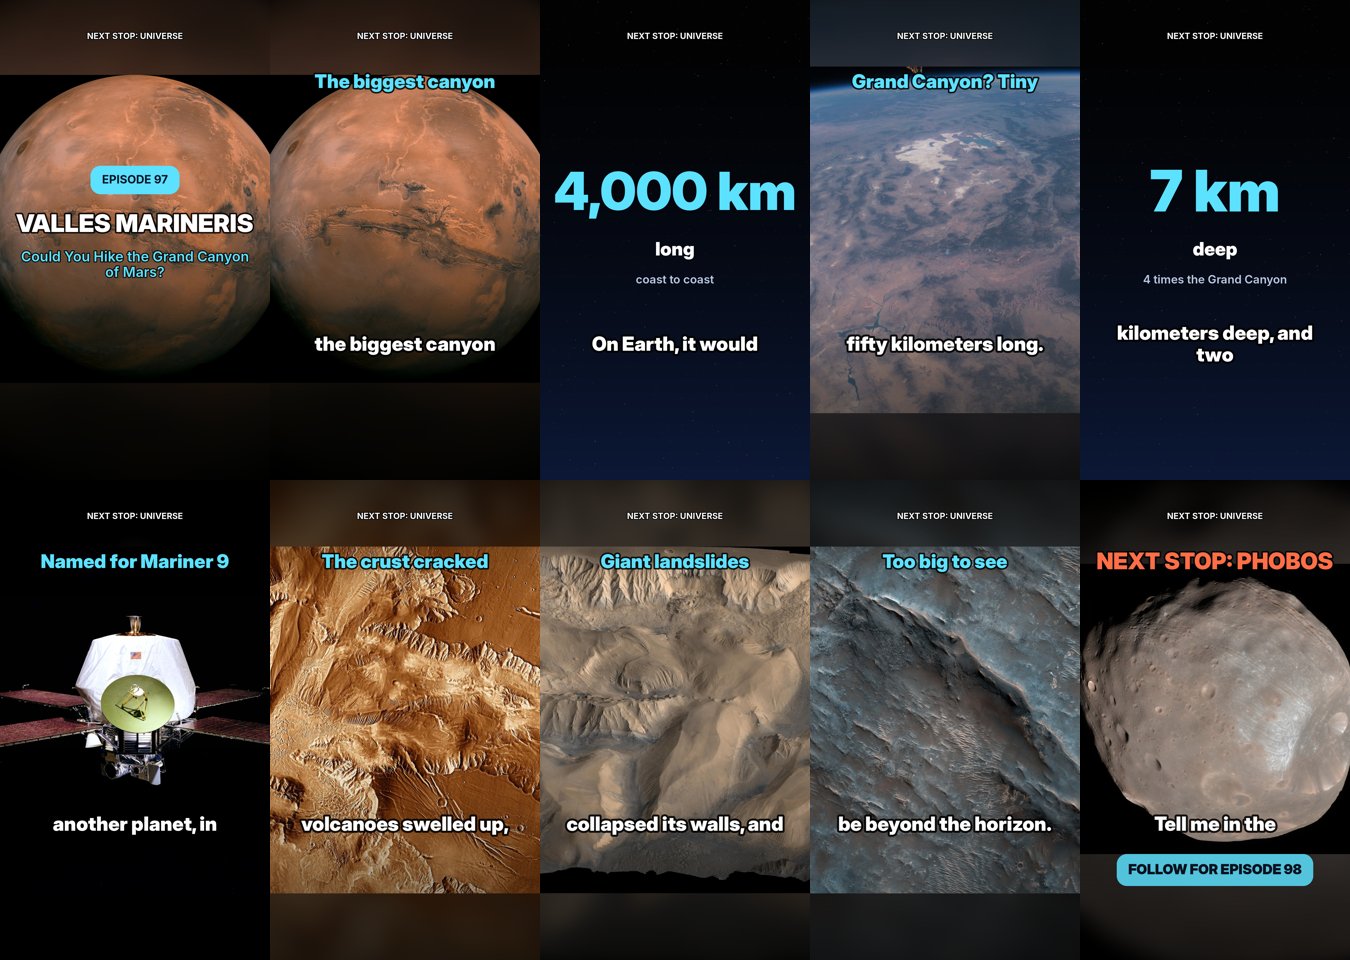 NEXT STOP: UNIVERSE
EPISODE 97
VALLES MARINERIS
Could You Hike the Grand Canyon
of Mars?
NEXT STOP: UNIVERSE
The biggest canyon
the biggest canyon
NEXT STOP: UNIVERSE
4,000 km
long
coast to coast
On Earth, it would
NEXT STOP: UNIVERSE
Grand Canyon? Tiny
fifty kilometers long.
NEXT STOP: UNIVERSE
7 km
deep
4 times the Grand Canyon
kilometers deep, and
two
NEXT STOP: UNIVERSE
Named for Mariner 9
another planet, in
NEXT STOP: UNIVERSE
The crust cracked
volcanoes swelled up,
NEXT STOP: UNIVERSE
Giant landslides
collapsed its walls, and
NEXT STOP: UNIVERSE
Too big to see
be beyond the horizon.
NEXT STOP: UNIVERSE
NEXT STOP: PHOBOS
Tell me in the
FOLLOW FOR EPISODE 98